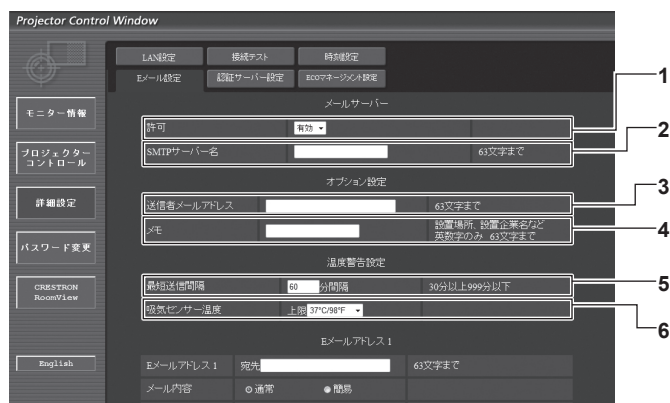 Projector Control Window
LAN設定 接続テスト 時刻設定
Eメール設定 認証サーバー設定 ECOマネージメント設定
モニター情報
プロジェクター
コントロール
詳細設定
パスワード変更
CRESTRON
RoomView
English
メールサーバー
許可 有効
SMTPサーバー名 63文字まで
オプション設定
送信者メールアドレス 63文字まで
メモ 設置場所、設置企業名など
英数字のみ 63文字まで
温度警告設定
最短送信間隔 60 分間隔 30分以上999分以下
吸気センサー温度 上限 37°C/98°F
Eメールアドレス 1
Eメールアドレス 1 宛先 63文字まで
メール内容 通常 簡易
1
2
3
4
5
6